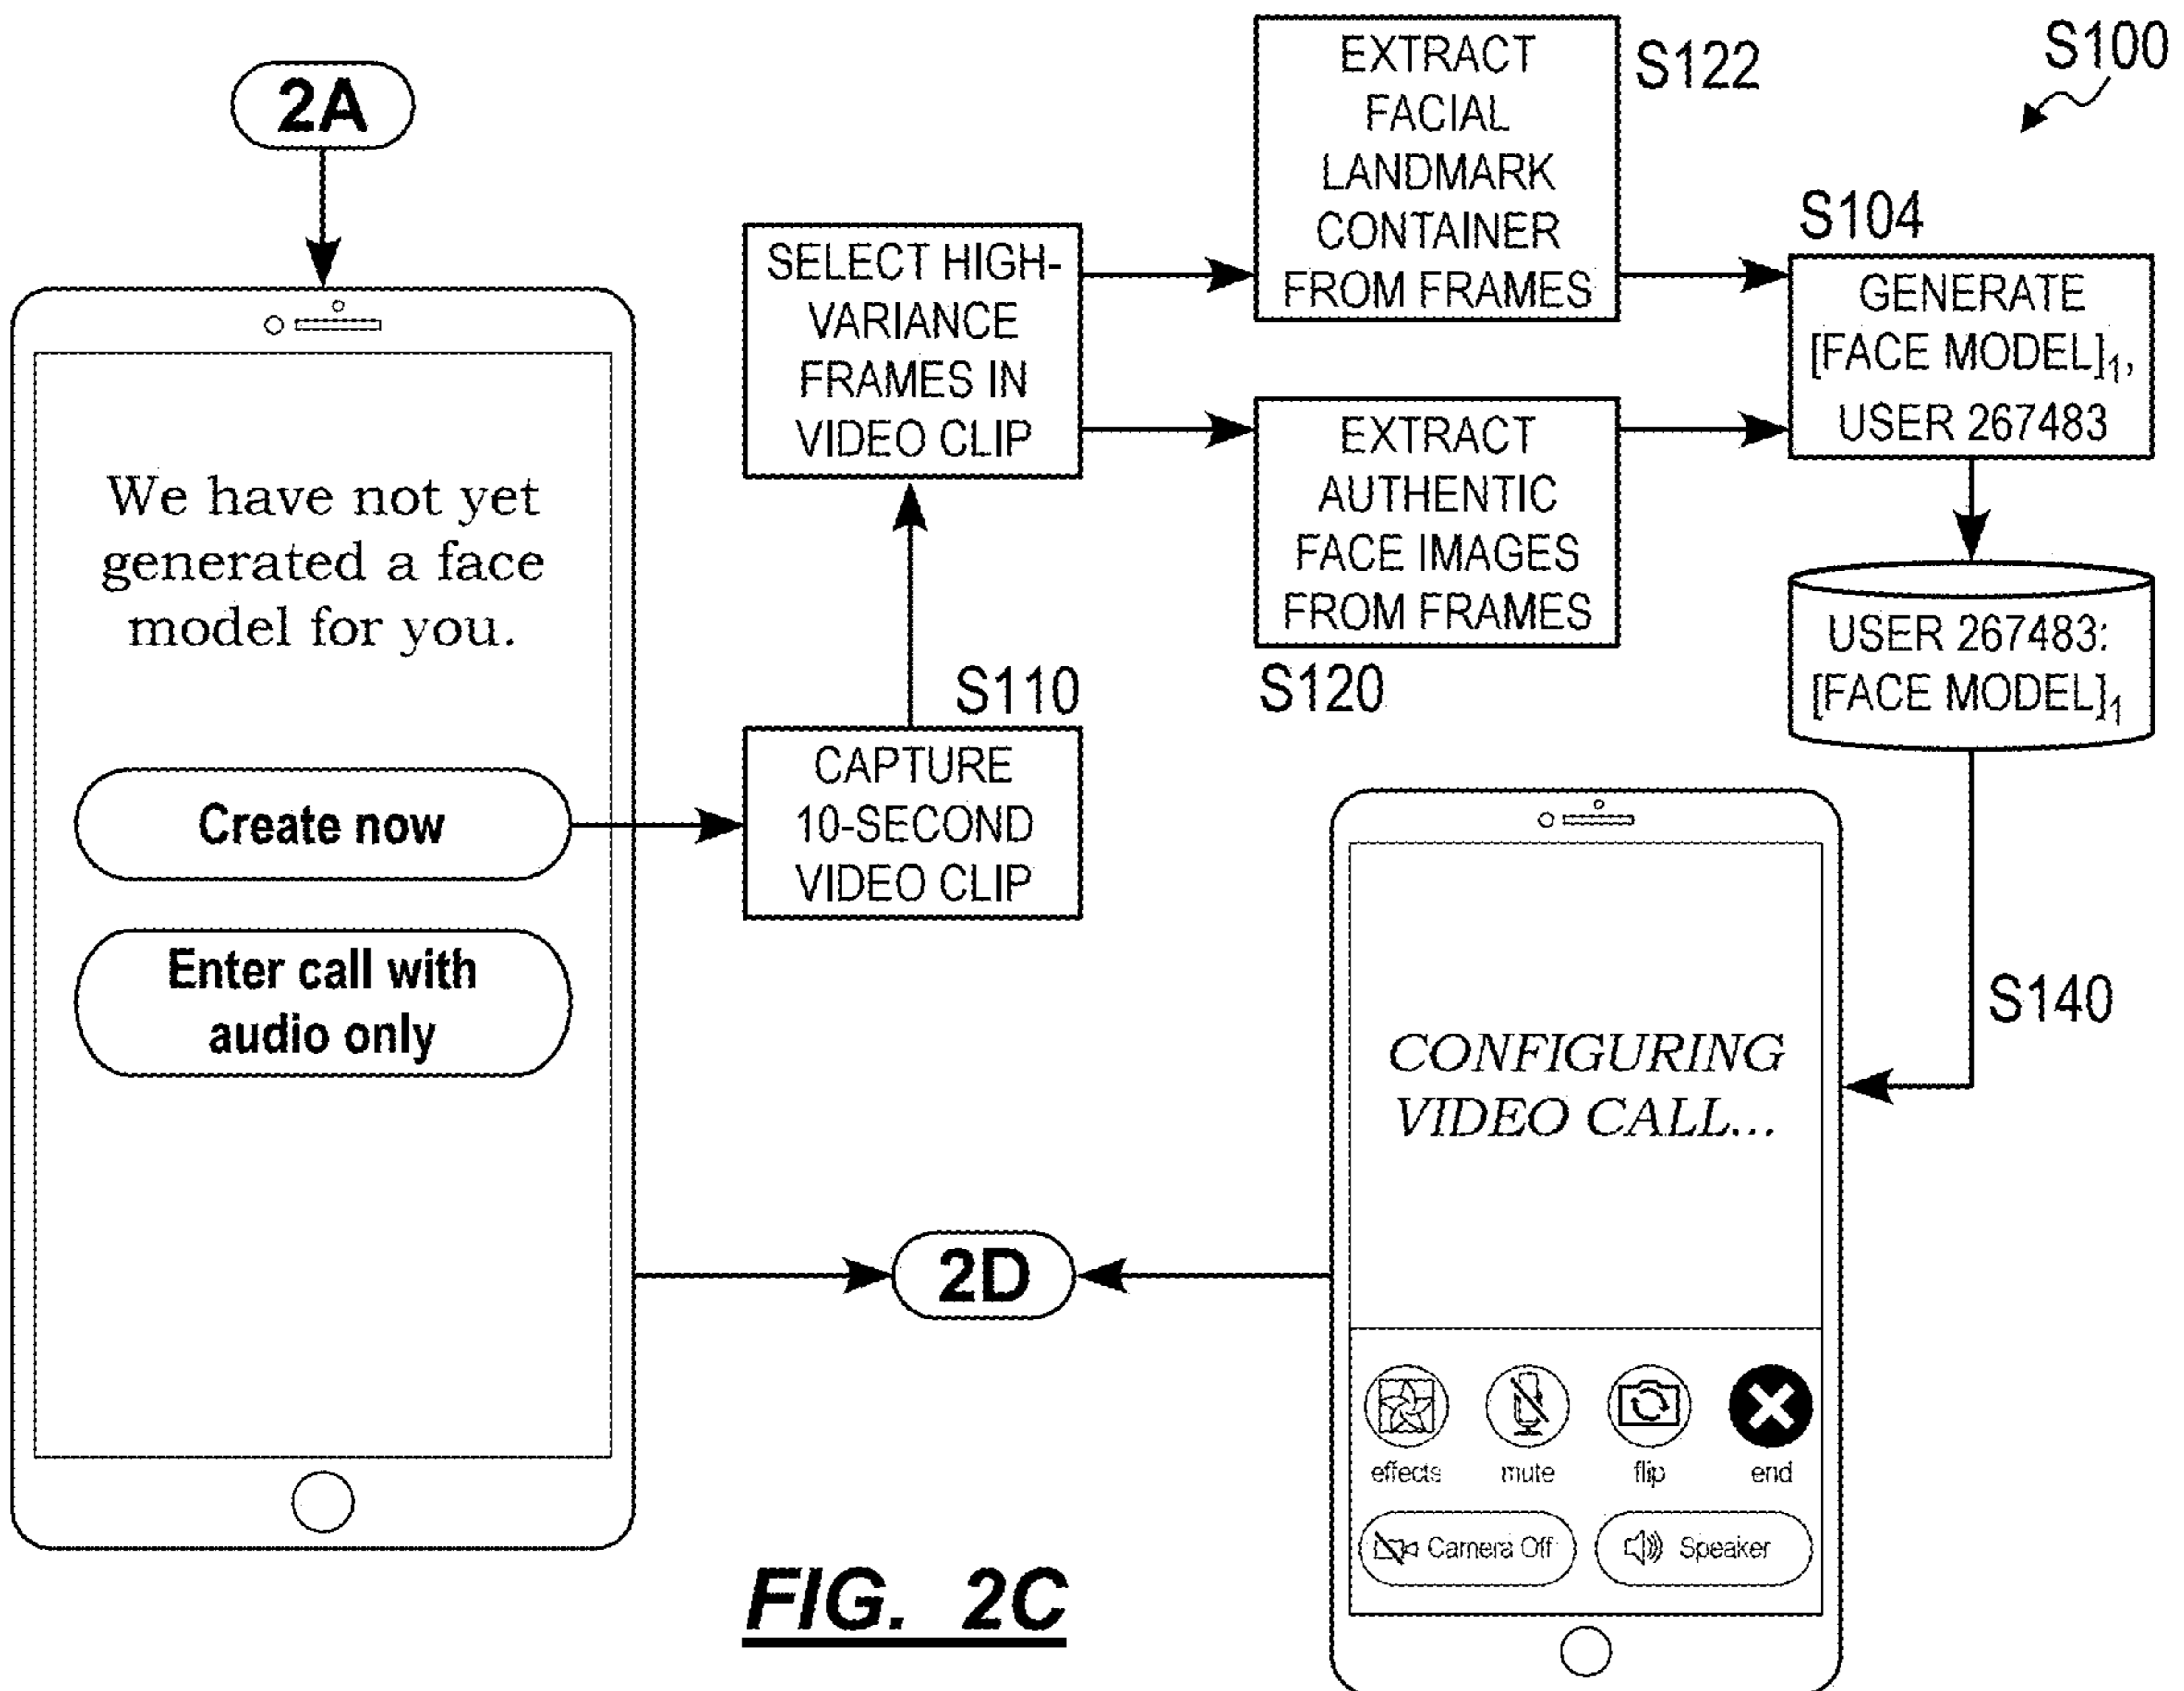 2A
We have not yet
generated a face
model for you.
Create now
Enter call with
audio only
S110
CAPTURE
10-SECOND
VIDEO CLIP
SELECT HIGH-
VARIANCE
FRAMES IN
VIDEO CLIP
EXTRACT
FACIAL
LANDMARK
CONTAINER
FROM FRAMES
S122
EXTRACT
AUTHENTIC
FACE IMAGES
FROM FRAMES
S120
S100
S104
GENERATE
[FACE MODEL]₁,
USER 267483
USER 267483:
[FACE MODEL]₁
S140
CONFIGURING
VIDEO CALL...
effects mute flip end
Camera Off Speaker
2D
FIG. 2C